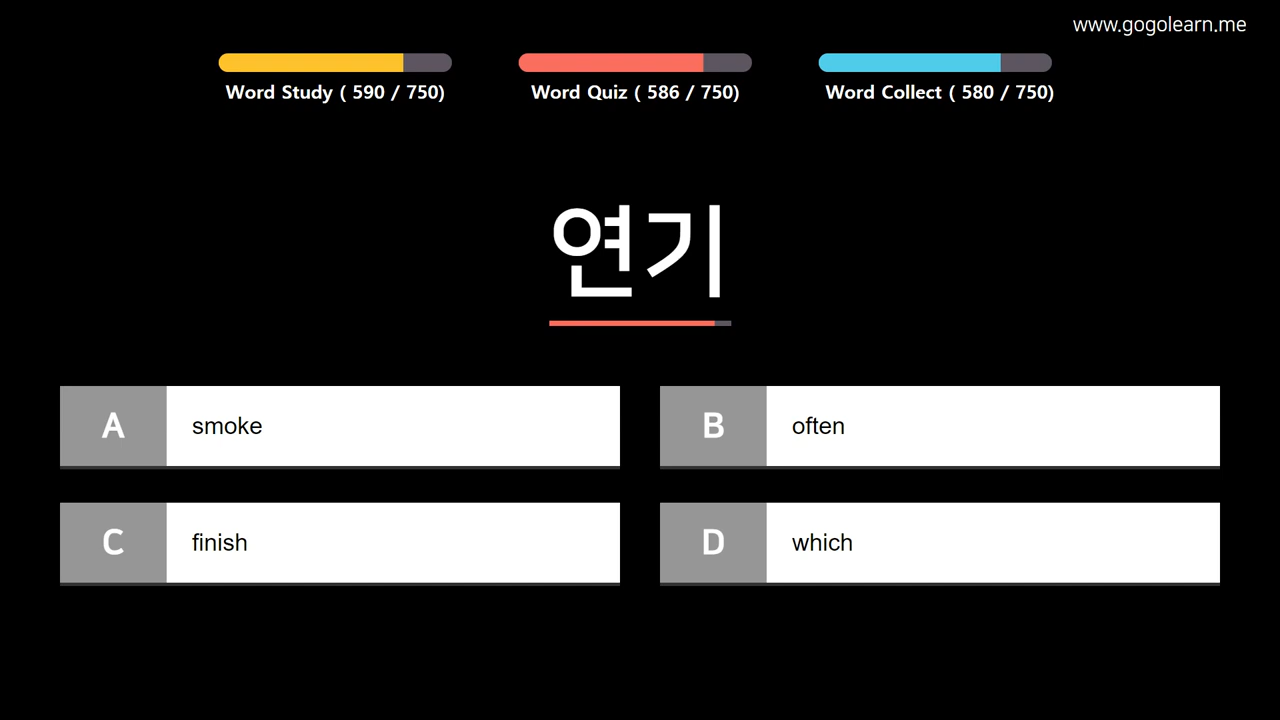 www.gogolearn.me
Word Study ( 590 / 750)
Word Quiz ( 586 / 750)
Word Collect ( 580 / 750)
연기
A smoke
B often
C finish
D which